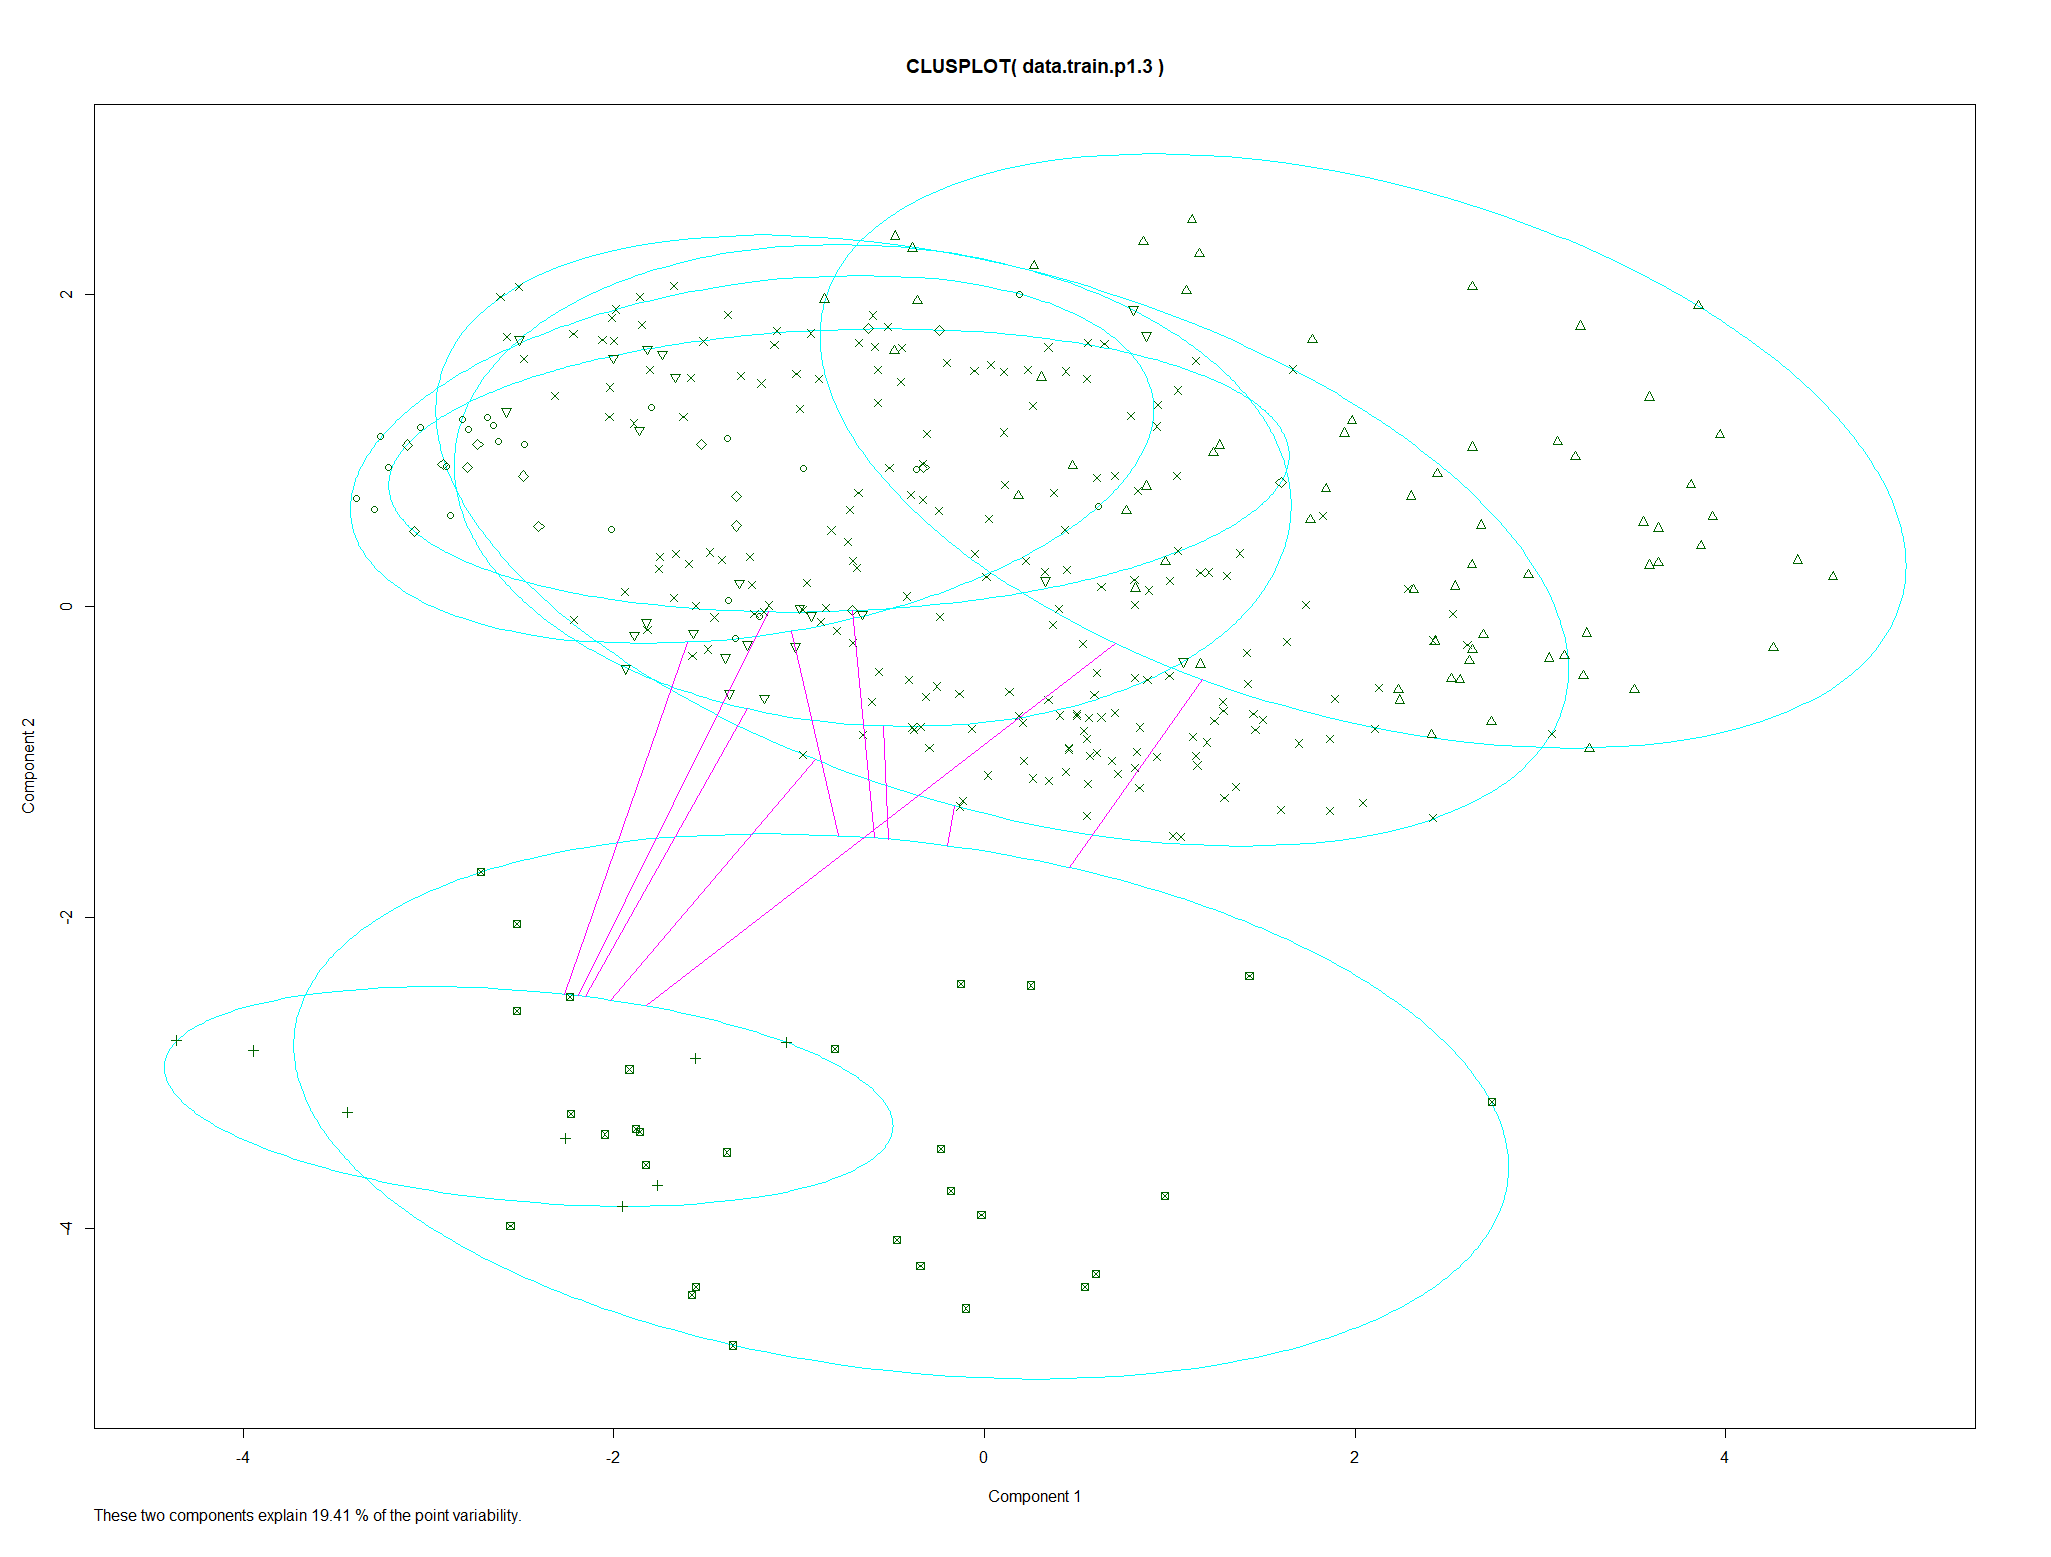 CLUSPLOT( data.train.p1.3 )
Component 2
2
0
-2
-4
-4
-2
0
2
4
Component 1
These two components explain 19.41 % of the point variability.